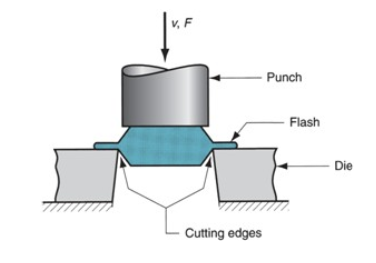 v, F
Punch
Flash
Die
Cutting edges